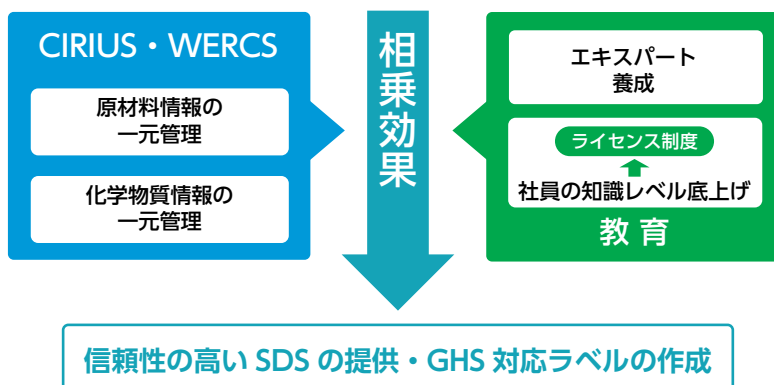 CIRIUS・WERCS
原材料情報の
一元管理
化学物質情報の
一元管理
相乗効果
エキスパート
養成
ライセンス制度
社員の知識レベル底上げ
教育
信頼性の高い SDS の提供・GHS 対応ラベルの作成